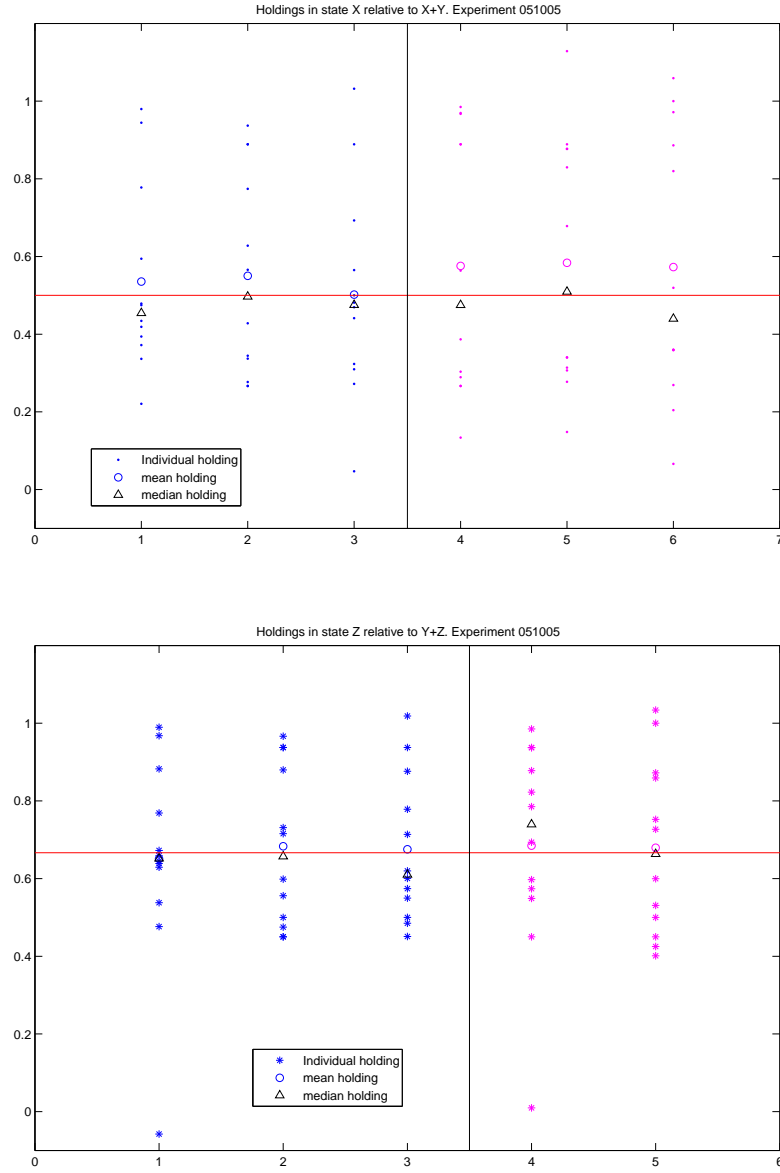 Holdings in state X relative to X+Y. Experiment 051005
1
0.8
0.6
0.4
0.2
0
Individual holding
mean holding
median holding
0 1 2 3 4 5 6 7
Holdings in state Z relative to Y+Z. Experiment 051005
1
0.8
0.6
0.4
0.2
0
Individual holding
mean holding
median holding
0 1 2 3 4 5 6